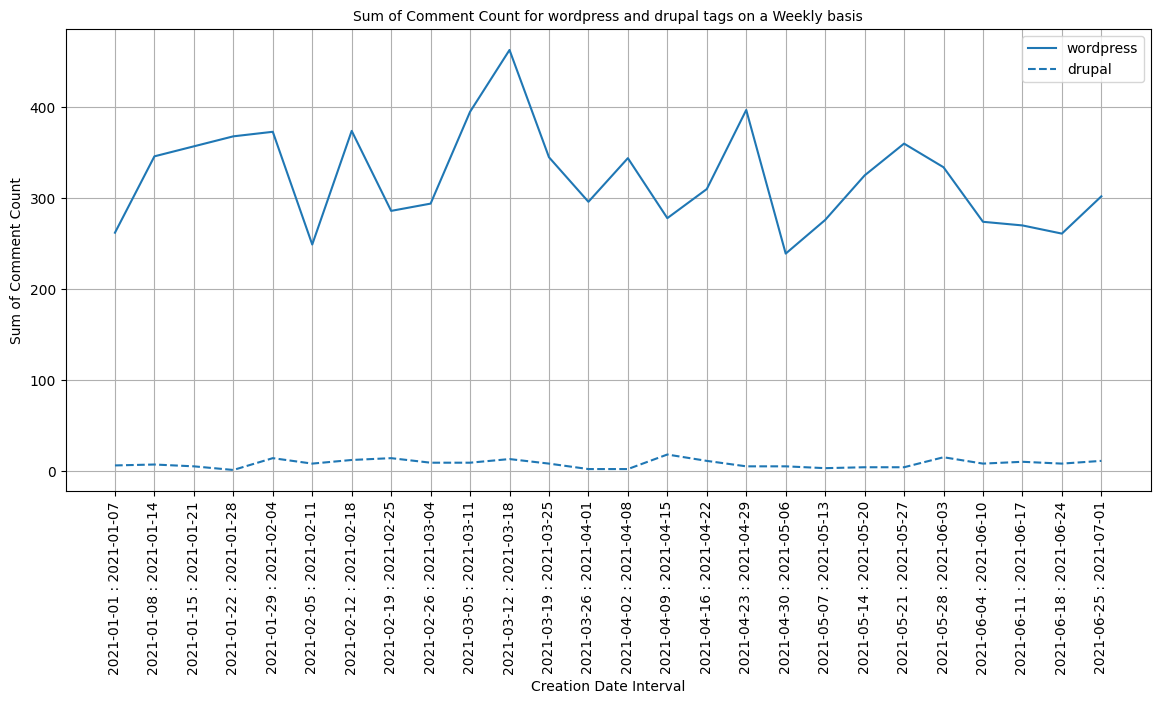 Sum of Comment Count for wordpress and drupal tags on a Weekly basis
wordpress
drupal
Sum of Comment Count
400
300
200
100
0
2021-01-01 : 2021-01-07
2021-01-08 : 2021-01-14
2021-01-15 : 2021-01-21
2021-01-22 : 2021-01-28
2021-01-29 : 2021-02-04
2021-02-05 : 2021-02-11
2021-02-12 : 2021-02-18
2021-02-19 : 2021-02-25
2021-02-26 : 2021-03-04
2021-03-05 : 2021-03-11
2021-03-12 : 2021-03-18
2021-03-19 : 2021-03-25
2021-03-26 : 2021-04-01
2021-04-02 : 2021-04-08
2021-04-09 : 2021-04-15
2021-04-16 : 2021-04-22
2021-04-23 : 2021-04-29
2021-04-30 : 2021-05-06
2021-05-07 : 2021-05-13
2021-05-14 : 2021-05-20
2021-05-21 : 2021-05-27
2021-05-28 : 2021-06-03
2021-06-04 : 2021-06-10
2021-06-11 : 2021-06-17
2021-06-18 : 2021-06-24
2021-06-25 : 2021-07-01
Creation Date Interval